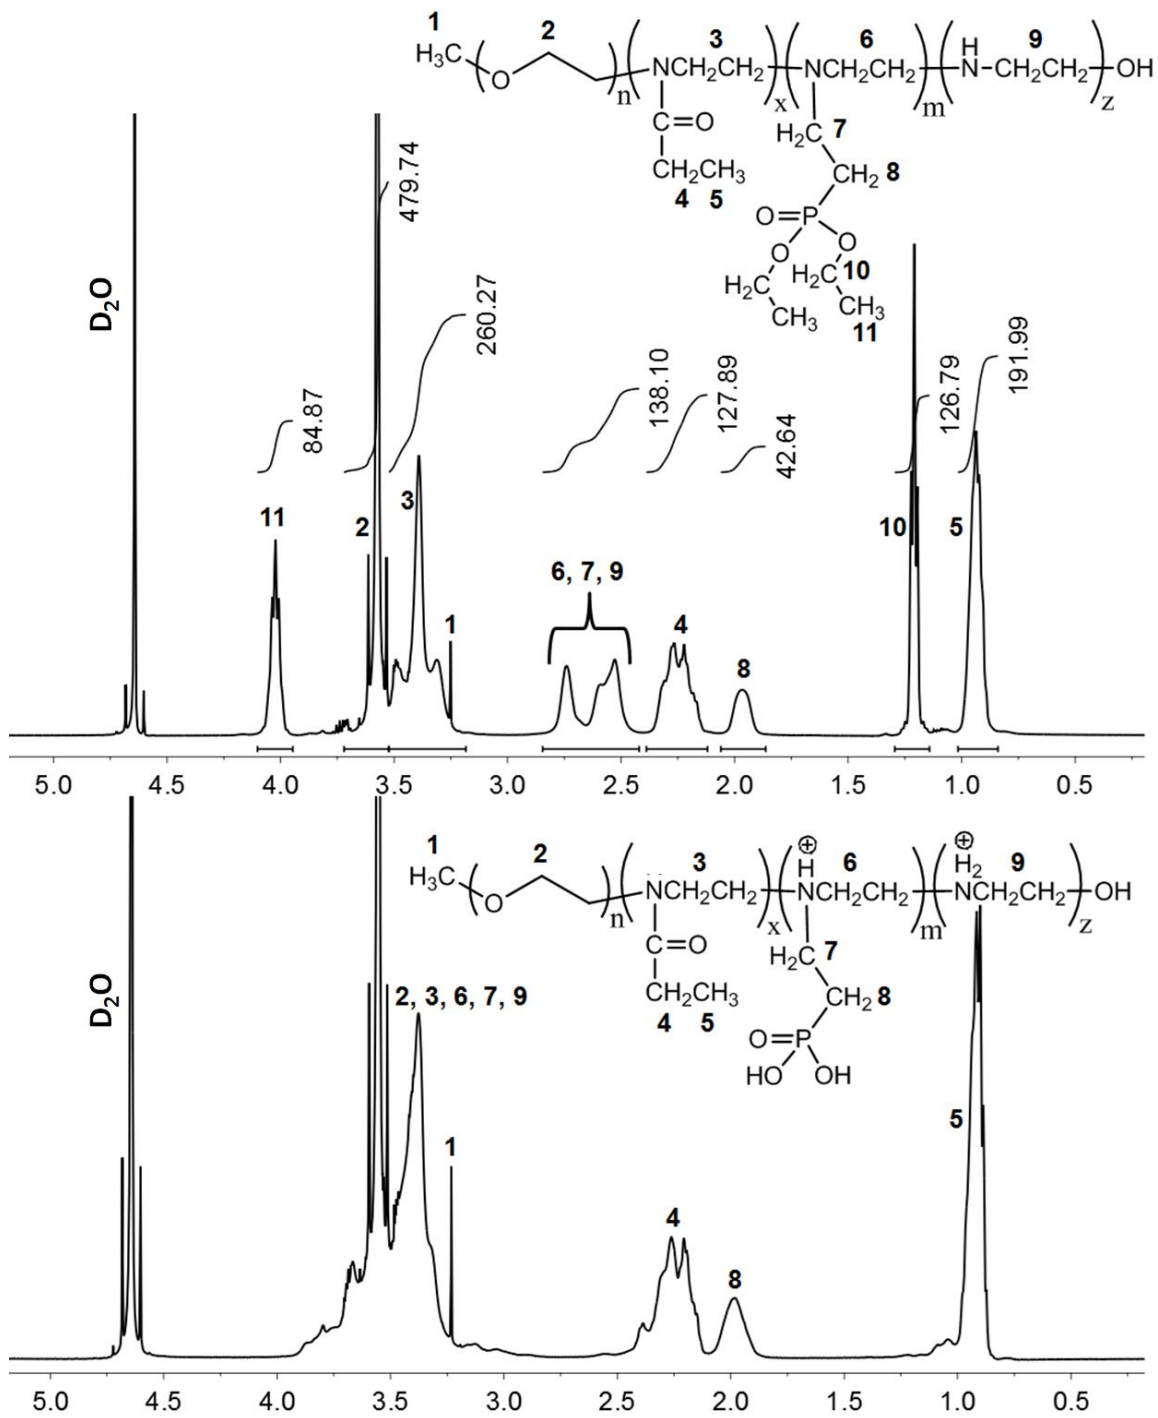 1 2 3 6 9
H3C O n NCH2CH2 x NCH2CH2 m H N—CH2CH2 z OH
C=O
CH2CH3
4 5
H2C 7
CH2 8
O=P
O O
H2C H2C 10
CH3 CH3
11
D2O
84.87
479.74
260.27
138.10
127.89
42.64
126.79
191.99
11 2 3 1 6, 7, 9 4 8 10 5
5.0 4.5 4.0 3.5 3.0 2.5 2.0 1.5 1.0 0.5
1 2 3 6 9
H3C O n NCH2CH2 x ⊕ H NCH2CH2 m ⊕ H2 NCH2CH2 z OH
C=O
CH2CH3
4 5
H2C 7
CH2 8
O=P
HO OH
D2O
2, 3, 6, 7, 9
1 4 8 5
5.0 4.5 4.0 3.5 3.0 2.5 2.0 1.5 1.0 0.5